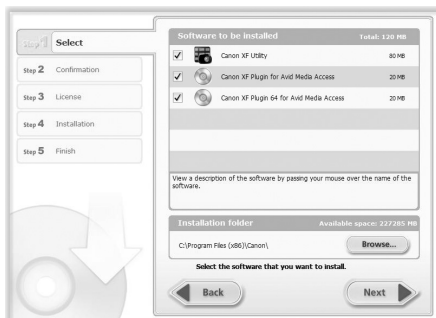 Step 1 Select
Step 2 Confirmation
Step 3 License
Step 4 Installation
Step 5 Finish
Software to be installed Total: 120 MB
Canon XF Utility 80 MB
Canon XF Plugin for Avid Media Access 20 MB
Canon XF Plugin 64 for Avid Media Access 20 MB
View a description of the software by passing your mouse over the name of the
software.
Installation folder Available space: 227285 MB
C:\Program Files (x86)\Canon\ Browse...
Select the software that you want to install.
Back Next